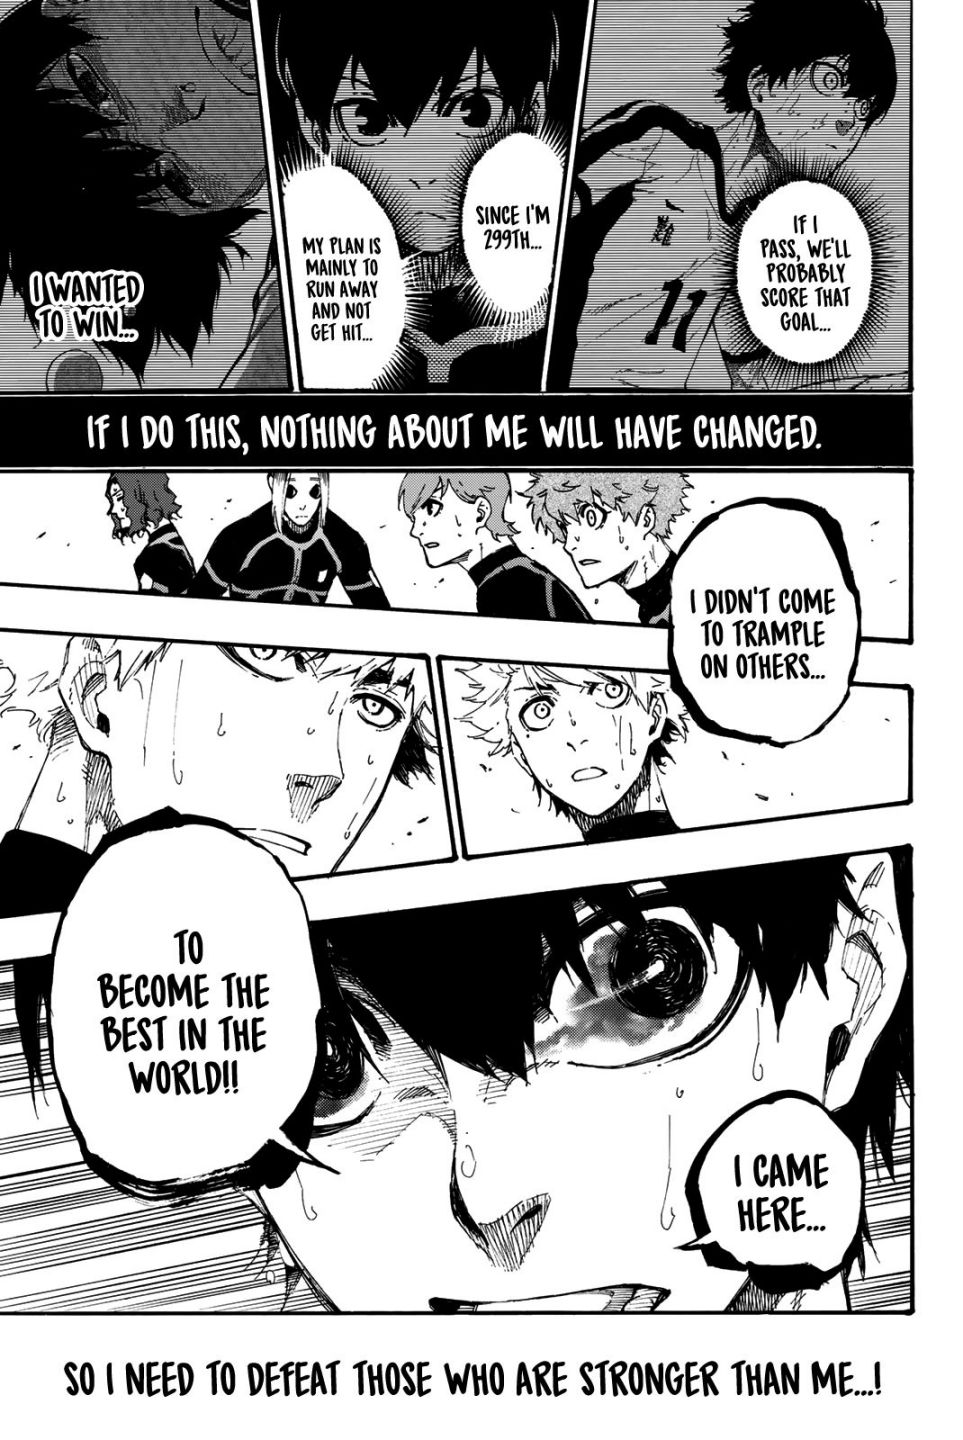 IF I
PASS, WE'LL
PROBABLY
SCORE THAT
GOAL...
11
SINCE I'M
299TH...
MY PLAN IS
MAINLY TO
RUN AWAY
AND NOT
GET HIT...
I WANTED
TO WIN...
IF I DO THIS, NOTHING ABOUT ME WILL HAVE CHANGED.
I DIDN'T COME
TO TRAMPLE
ON OTHERS...
I CAME
HERE...
TO
BECOME THE
BEST IN THE
WORLD!!
SO I NEED TO DEFEAT THOSE WHO ARE STRONGER THAN ME...!